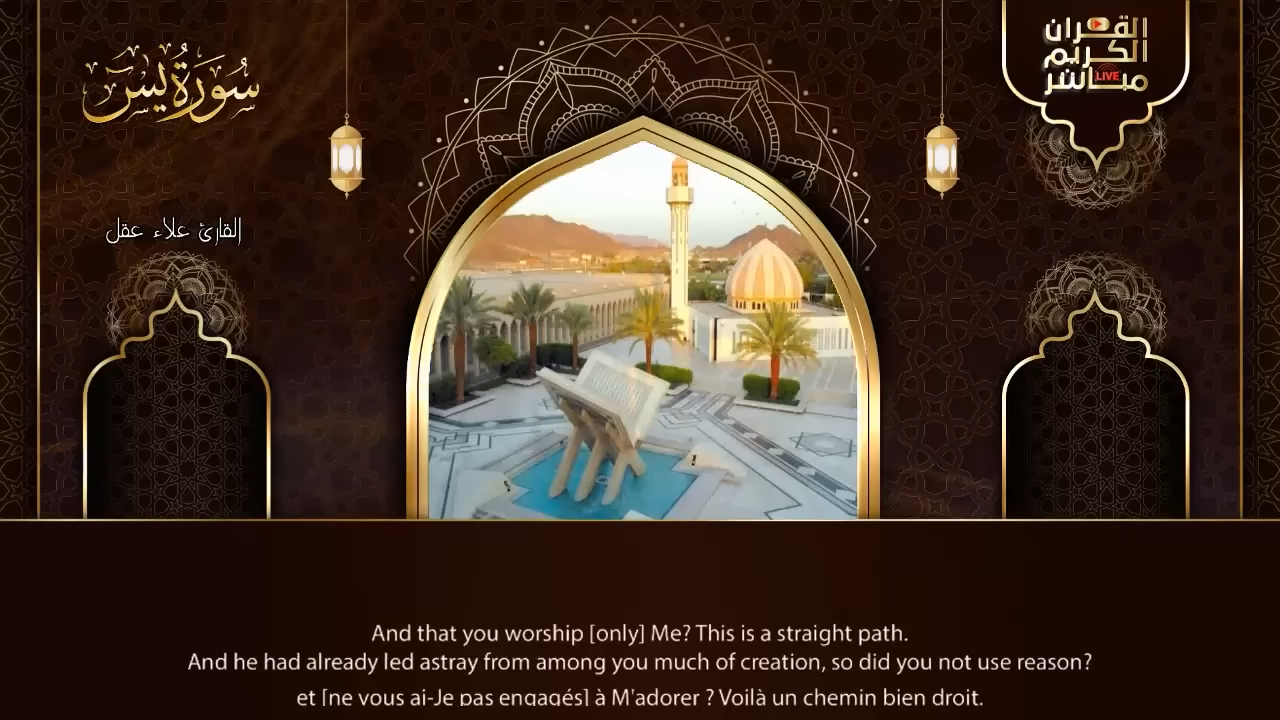 سُورَةُ يس
القرآن
الكريم
مباشر
LIVE
القارئ علاء عقل
And that you worship [only] Me? This is a straight path.
And he had already led astray from among you much of creation, so did you not use reason?
et [ne vous ai-Je pas engagés] à M'adorer ? Voilà un chemin bien droit.